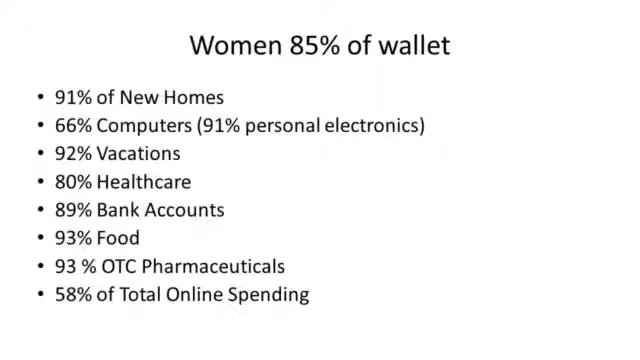 Women 85% of wallet
• 91% of New Homes
• 66% Computers (91% personal electronics)
• 92% Vacations
• 80% Healthcare
• 89% Bank Accounts
• 93% Food
• 93 % OTC Pharmaceuticals
• 58% of Total Online Spending